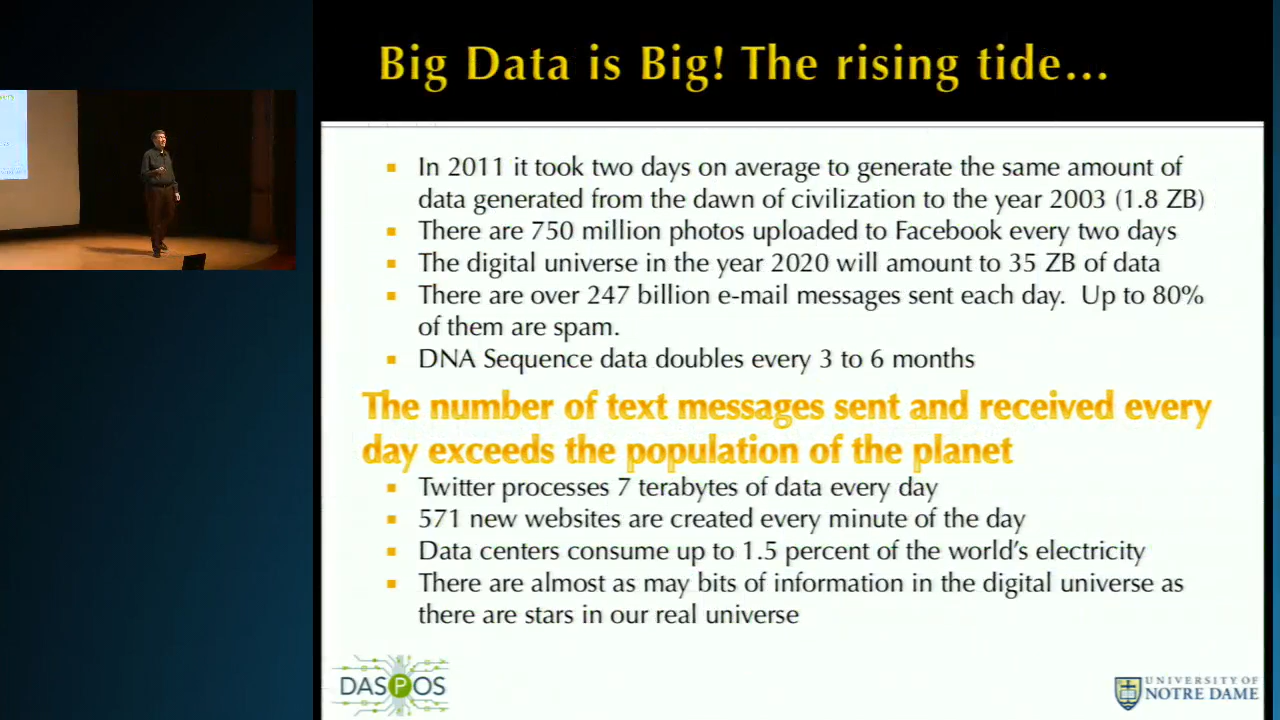 Big Data is Big! The rising tide...
In 2011 it took two days on average to generate the same amount of
data generated from the dawn of civilization to the year 2003 (1.8 ZB)
There are 750 million photos uploaded to Facebook every two days
The digital universe in the year 2020 will amount to 35 ZB of data
There are over 247 billion e-mail messages sent each day. Up to 80%
of them are spam.
DNA Sequence data doubles every 3 to 6 months
The number of text messages sent and received every
day exceeds the population of the planet
Twitter processes 7 terabytes of data every day
571 new websites are created every minute of the day
Data centers consume up to 1.5 percent of the world's electricity
There are almost as may bits of information in the digital universe as
there are stars in our real universe
DASPOS
UNIVERSITY OF
NOTRE DAME